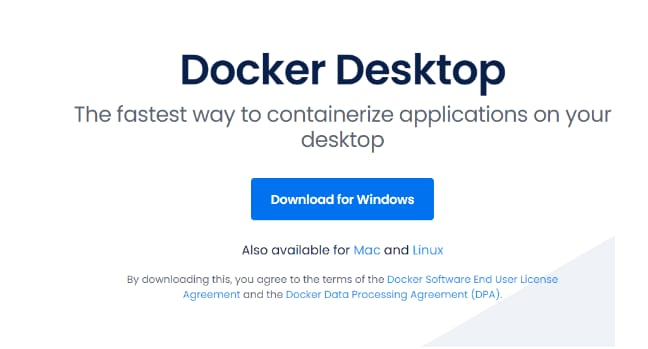 Docker Desktop
The fastest way to containerize applications on your
desktop
Download for Windows
Also available for Mac and Linux
By downloading this, you agree to the terms of the Docker Software End User License
Agreement and the Docker Data Processing Agreement (DPA).